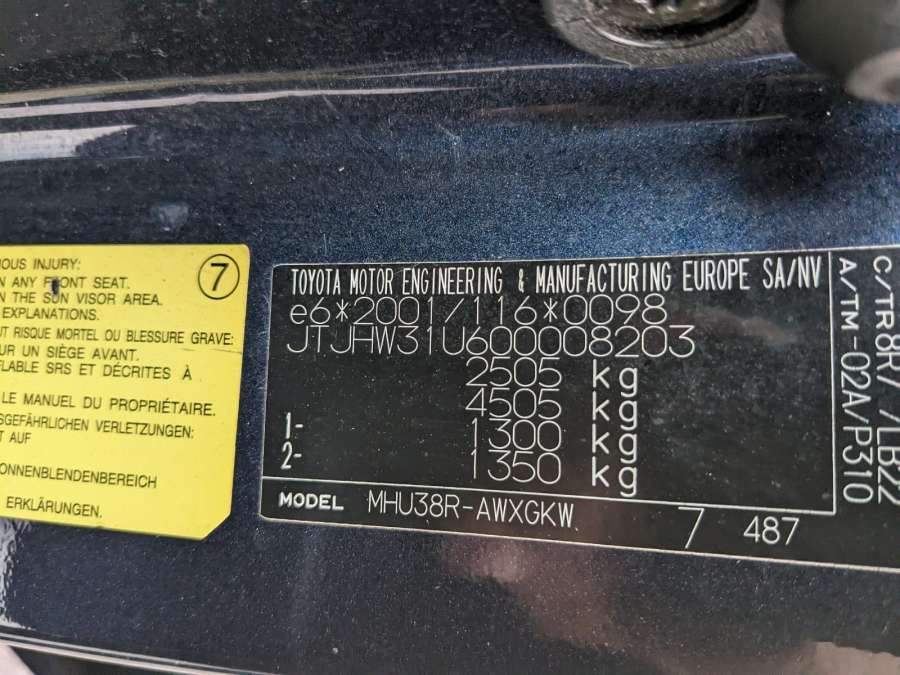 IOUS INJURY:
N ANY FRONT SEAT.
N THE SUN VISOR AREA.
EXPLANATIONS.
UT RISQUE MORTEL OU BLESSURE GRAVE:
UR UN SIÈGE AVANT.
FLABLE SRS ET DÉCRITES À
LE MANUEL DU PROPRIÉTAIRE.
SGEFÄHRLICHEN VERLETZUNGEN:
T AUF
ONNENBLENDENBEREICH
ERKLÄRUNGEN.
7
TOYOTA MOTOR ENGINEERING & MANUFACTURING EUROPE SA/NV
e6*2001/116*0098
JTJHW31U600008203
2505 kg
4505 kg
1- 1300 kg
2- 1350 kg
MODEL MHU38R-AWXGKW 7 487
C/TR8R7 /LB22
A/TM-02A/P310